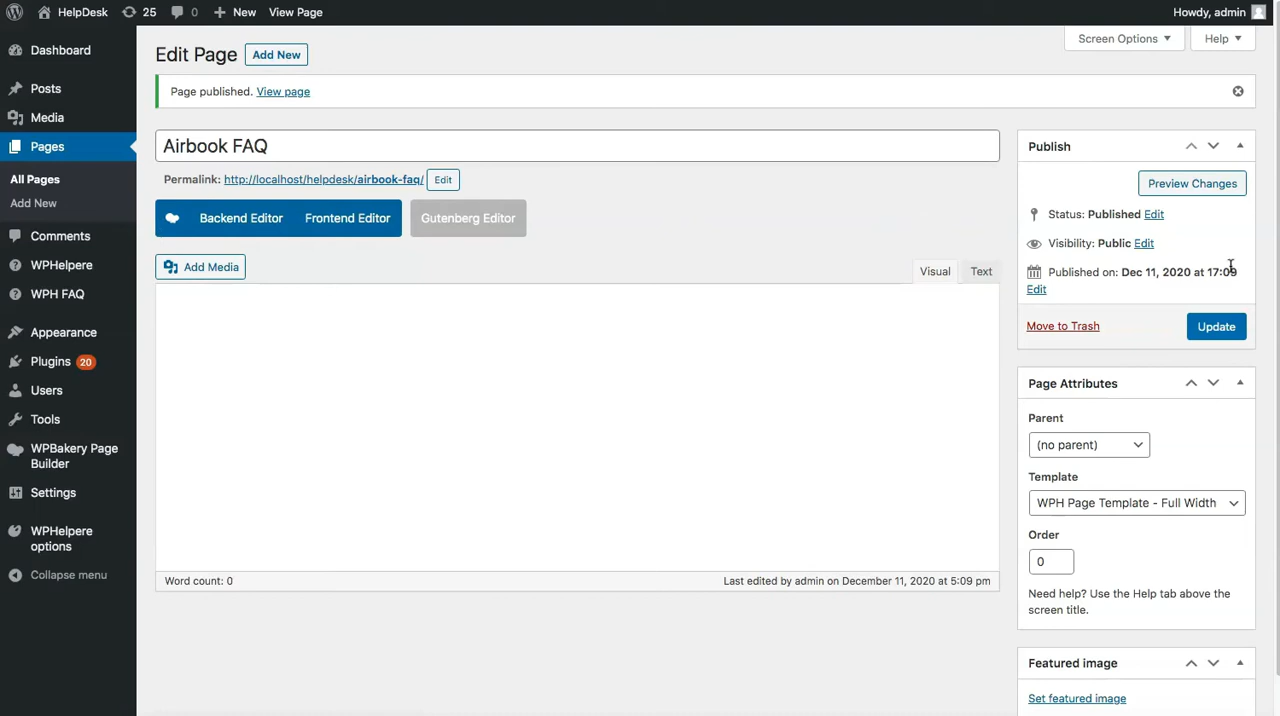 HelpDesk 25 0 New View Page Howdy, admin
Screen Options Help
Dashboard
Posts
Media
Pages
All Pages
Add New
Comments
WPHelpere
WPH FAQ
Appearance
Plugins 20
Users
Tools
WPBakery Page
Builder
Settings
WPHelpere
options
Collapse menu
Edit Page Add New
Page published. View page
Airbook FAQ
Permalink: http://localhost/helpdesk/airbook-faq/ Edit
Backend Editor Frontend Editor Gutenberg Editor
Add Media
Visual Text
Word count: 0 Last edited by admin on December 11, 2020 at 5:09 pm
Publish
Preview Changes
Status: Published Edit
Visibility: Public Edit
Published on: Dec 11, 2020 at 17:09
Edit
Move to Trash Update
Page Attributes
Parent
(no parent)
Template
WPH Page Template - Full Width
Order
0
Need help? Use the Help tab above the
screen title.
Featured image
Set featured image